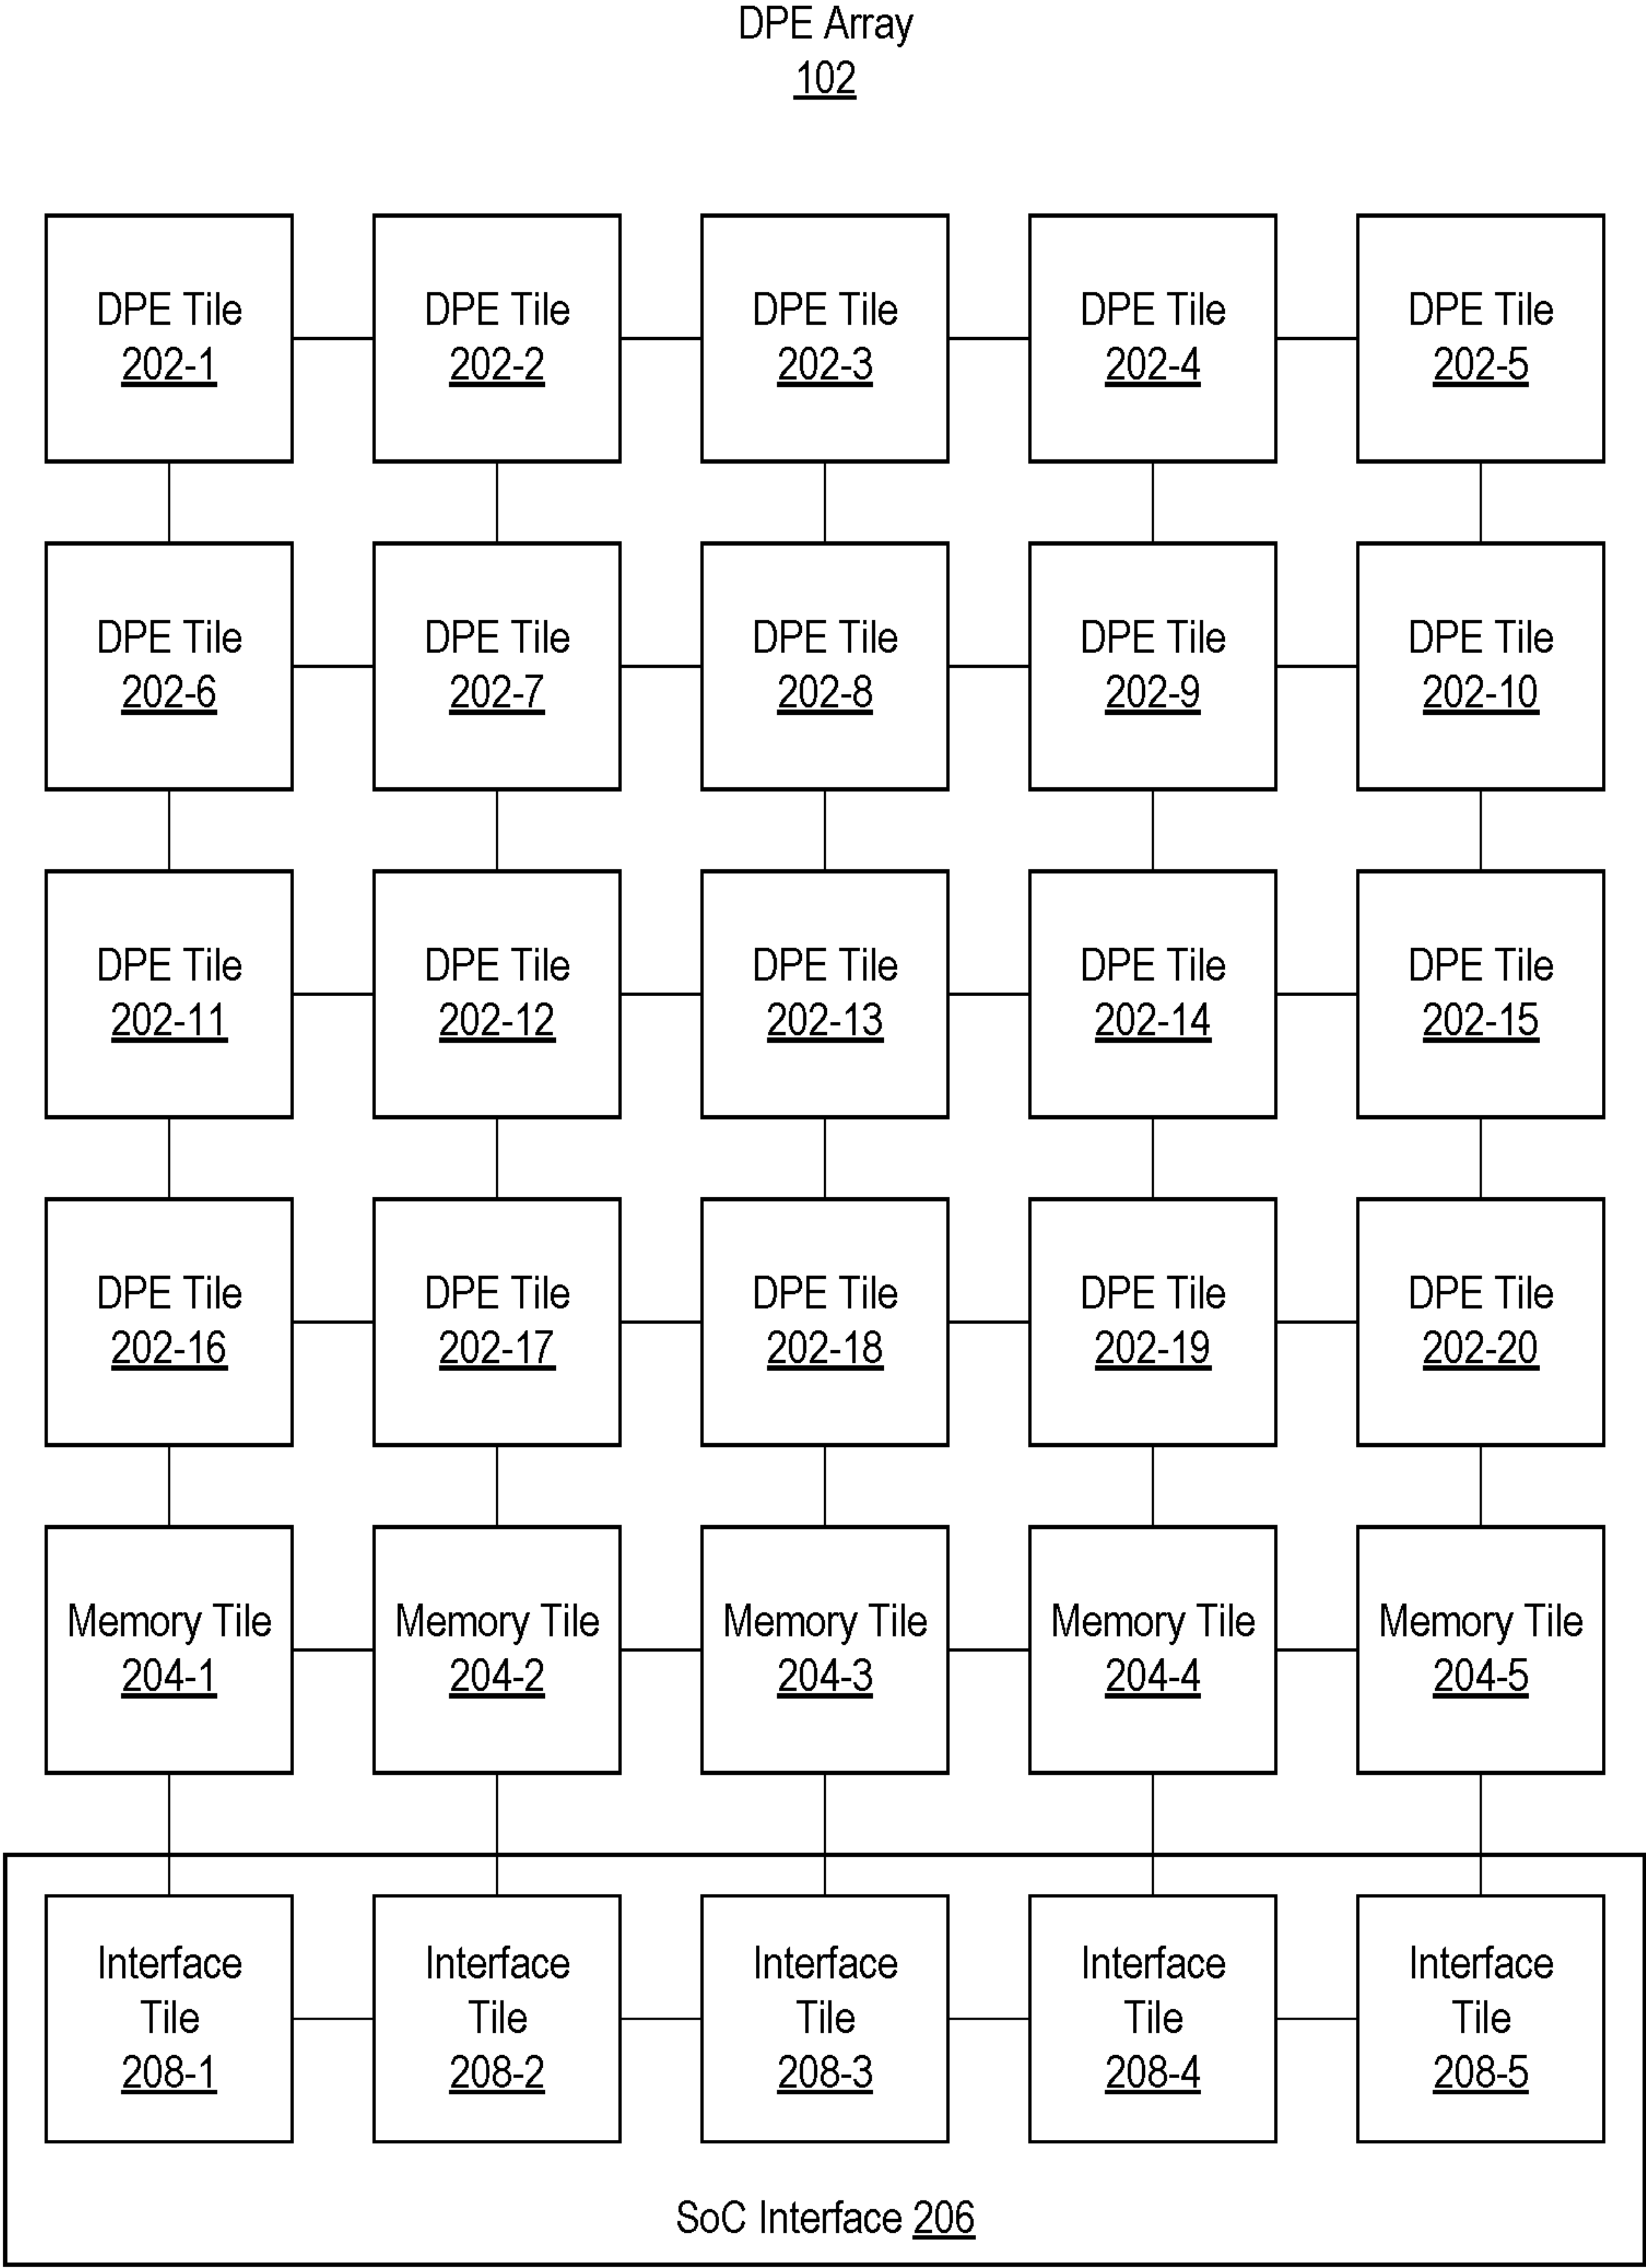 DPE Array
102
DPE Tile
202-1
DPE Tile
202-2
DPE Tile
202-3
DPE Tile
202-4
DPE Tile
202-5
DPE Tile
202-6
DPE Tile
202-7
DPE Tile
202-8
DPE Tile
202-9
DPE Tile
202-10
DPE Tile
202-11
DPE Tile
202-12
DPE Tile
202-13
DPE Tile
202-14
DPE Tile
202-15
DPE Tile
202-16
DPE Tile
202-17
DPE Tile
202-18
DPE Tile
202-19
DPE Tile
202-20
Memory Tile
204-1
Memory Tile
204-2
Memory Tile
204-3
Memory Tile
204-4
Memory Tile
204-5
Interface
Tile
208-1
Interface
Tile
208-2
Interface
Tile
208-3
Interface
Tile
208-4
Interface
Tile
208-5
SoC Interface 206